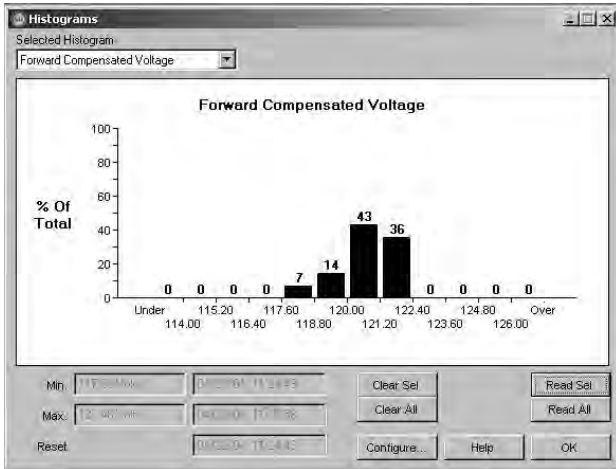 Histograms
Selected Histogram
Forward Compensated Voltage
Forward Compensated Voltage
100
80
60
40
20
0
% Of
Total
0 0 0 0 7 14 43 36 0 0 0 0
Under 115.20 117.60 120.00 122.40 124.80 Over
114.00 116.40 118.80 121.20 123.60 126.00
Min.
Clear Sel
Read Sel
Max.
Clear All
Read All
Reset
Configure...
Help
OK